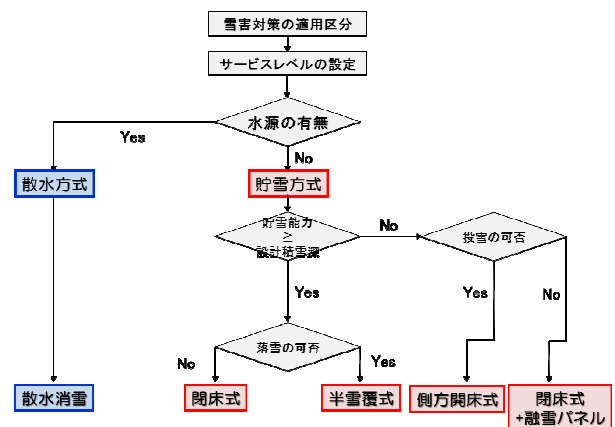 雪害対策の適用区分
サービスレベルの設定
水源の有無
Yes
No
散水方式
貯雪方式
貯雪能力
≥
設計積雪深
No
投雪の可否
Yes
Yes
No
落雪の可否
No
Yes
散水消雪
閉床式
半雪覆式
側方開床式
閉床式
+融雪パネル